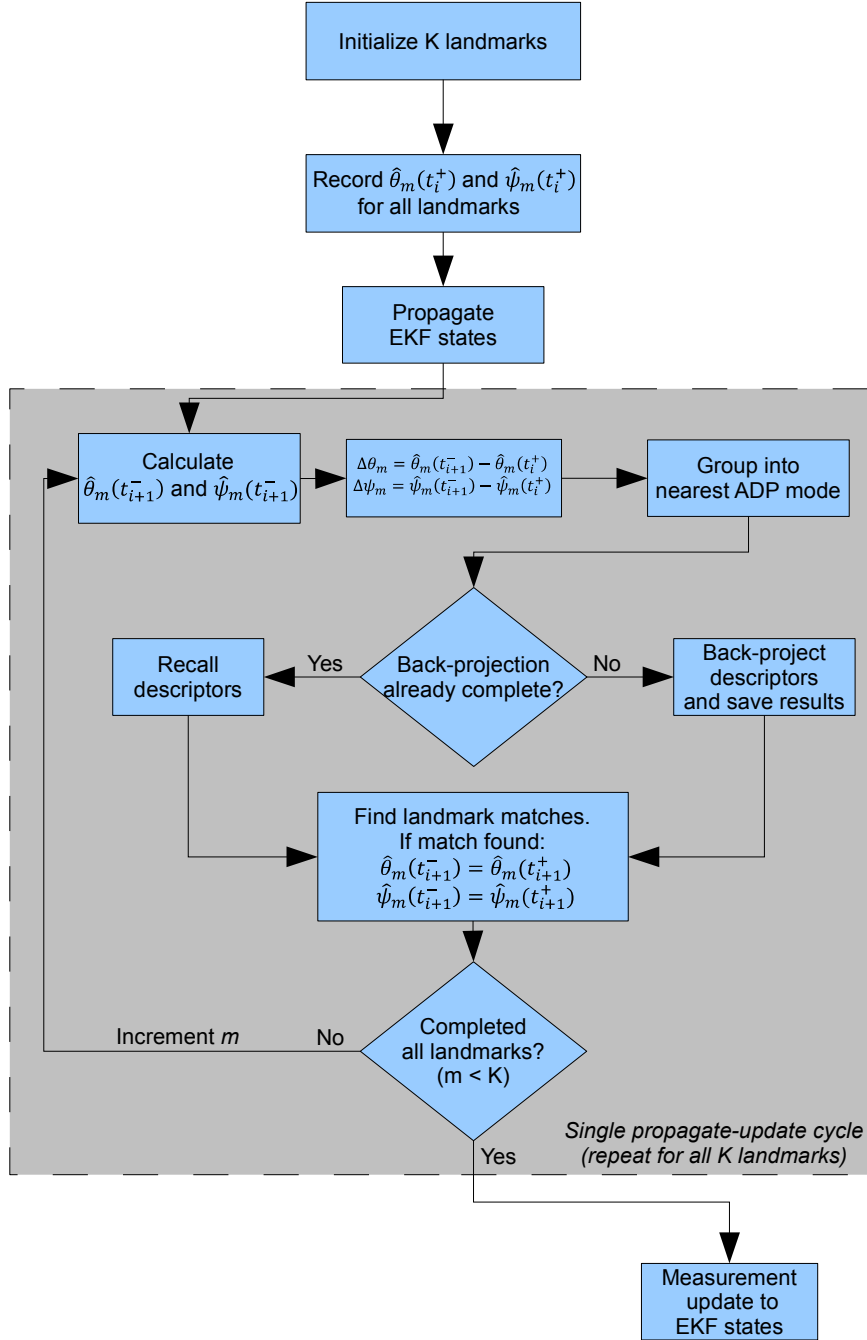 Initialize K landmarks
Record θ̂ₘ(tᵢ⁺) and ψ̂ₘ(tᵢ⁺)
for all landmarks
Propagate
EKF states
Calculate
θ̂ₘ(tᵢ₊₁⁻) and ψ̂ₘ(tᵢ₊₁⁻)
Δθₘ = θ̂ₘ(tᵢ₊₁⁻) − θ̂ₘ(tᵢ⁺)
Δψₘ = ψ̂ₘ(tᵢ₊₁⁻) − ψ̂ₘ(tᵢ⁺)
Group into
nearest ADP mode
Back-projection
already complete?
Yes
No
Recall
descriptors
Back-project
descriptors
and save results
Find landmark matches.
If match found:
θ̂ₘ(tᵢ₊₁⁻) = θ̂ₘ(tᵢ₊₁⁺)
ψ̂ₘ(tᵢ₊₁⁻) = ψ̂ₘ(tᵢ₊₁⁺)
Completed
all landmarks?
(m < K)
No
Increment m
Yes
Single propagate-update cycle
(repeat for all K landmarks)
Measurement
update to
EKF states